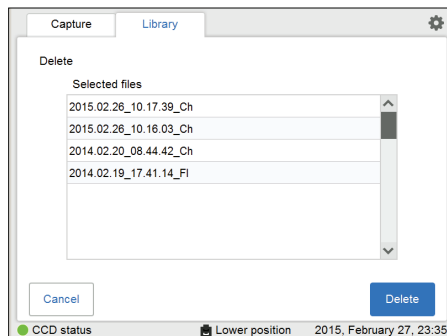 Capture Library
Delete
Selected files
2015.02.26_10.17.39_Ch
2015.02.26_10.16.03_Ch
2014.02.20_08.44.42_Ch
2014.02.19_17.41.14_Fl
Cancel Delete
CCD status Lower position 2015, February 27, 23:35